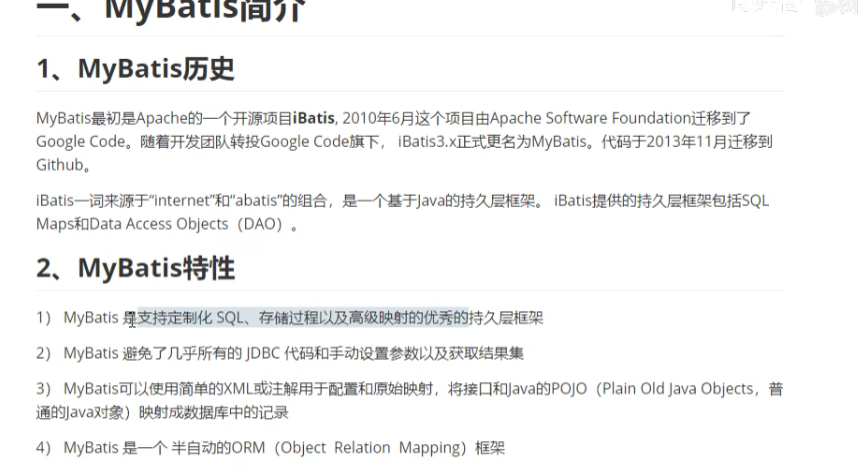 一、MyBatis简介
1、MyBatis历史
MyBatis最初是Apache的一个开源项目iBatis, 2010年6月这个项目由Apache Software Foundation迁移到了
Google Code。随着开发团队转投Google Code旗下， iBatis3.x正式更名为MyBatis。代码于2013年11月迁移到
Github。
iBatis一词来源于“internet”和“abatis”的组合，是一个基于Java的持久层框架。 iBatis提供的持久层框架包括SQL
Maps和Data Access Objects（DAO）。
2、MyBatis特性
1） MyBatis 是支持定制化 SQL、存储过程以及高级映射的优秀的持久层框架
2） MyBatis 避免了几乎所有的 JDBC 代码和手动设置参数以及获取结果集
3） MyBatis可以使用简单的XML或注解用于配置和原始映射，将接口和Java的POJO（Plain Old Java Objects，普
通的Java对象）映射成数据库中的记录
4） MyBatis 是一个 半自动的ORM（Object Relation Mapping）框架